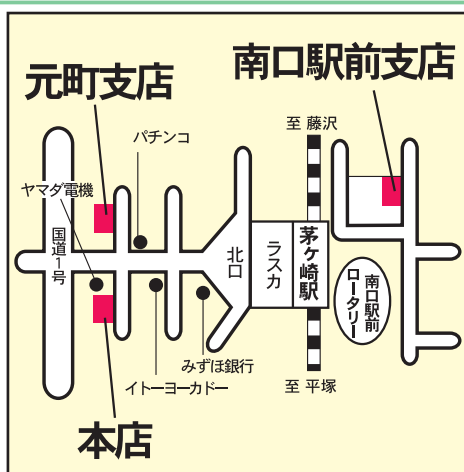 元町支店
南口駅前支店
パチンコ
至 藤沢
ヤマダ電機
国道1号
北口
ラスカ
茅ヶ崎駅
南口駅前
ロータリー
みずほ銀行
イトーヨーカドー
至 平塚
本店